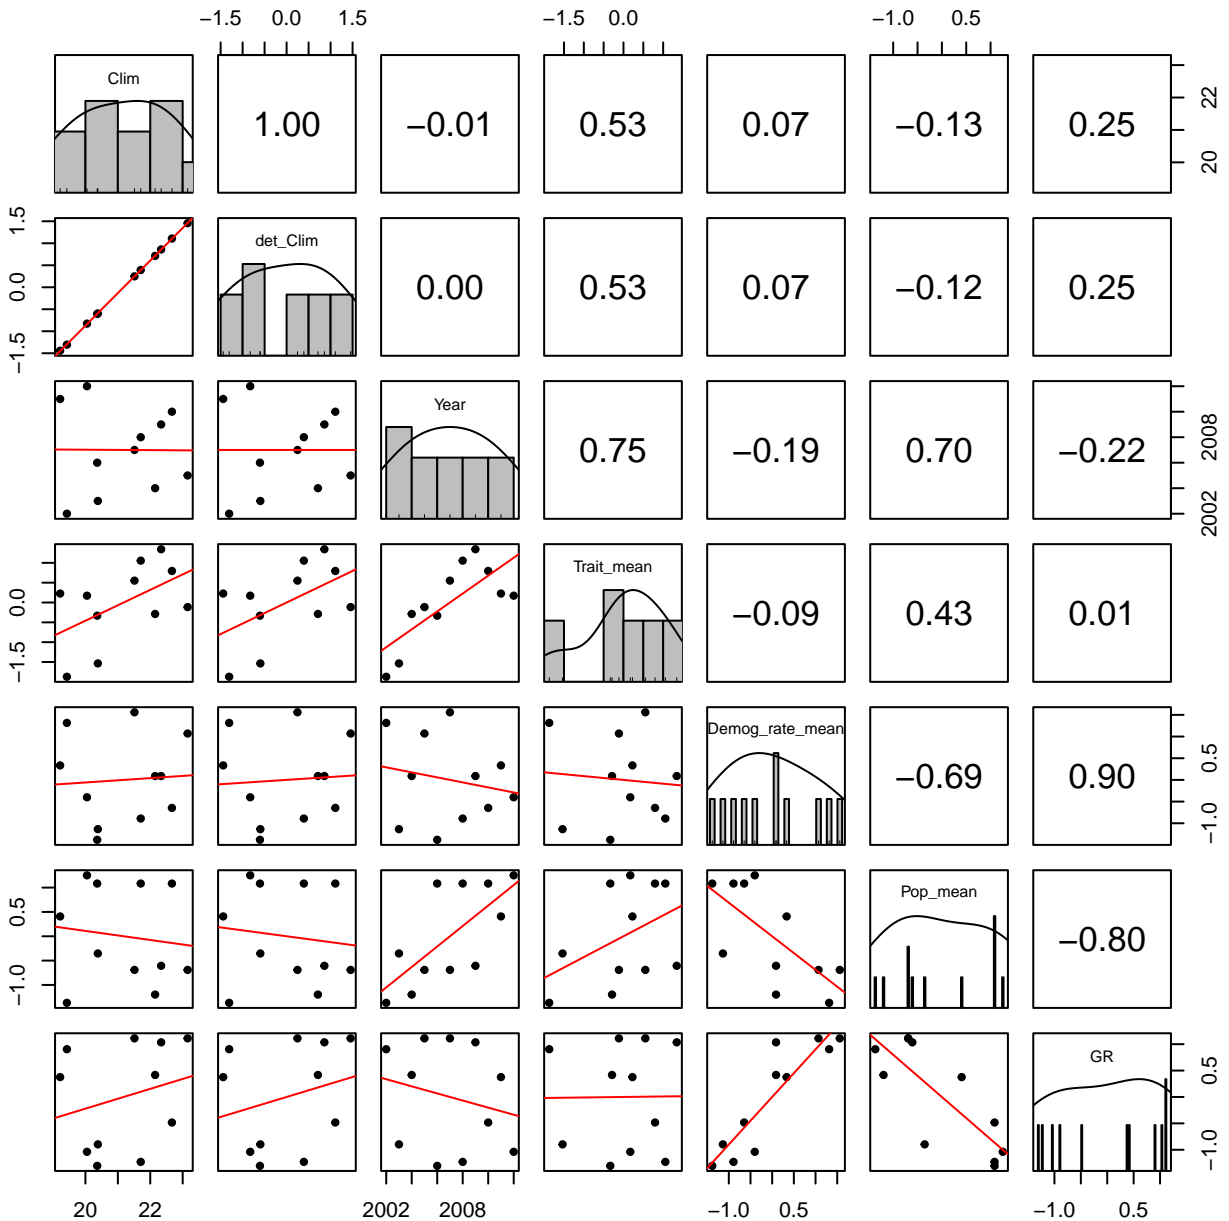 −1.5 0.0 1.5 −1.5 0.0 −1.0 0.5
Clim 1.00 −0.01 0.53 0.07 −0.13 0.25 20 22
−1.5 0.0 1.5 det_Clim 0.00 0.53 0.07 −0.12 0.25
Year 0.75 −0.19 0.70 −0.22 2002 2008
−1.5 0.0 Trait_mean −0.09 0.43 0.01
Demog_rate_mean −0.69 0.90 −1.0 0.5
−1.0 0.5 Pop_mean −0.80
GR −1.0 0.5
20 22 2002 2008 −1.0 0.5 −1.0 0.5